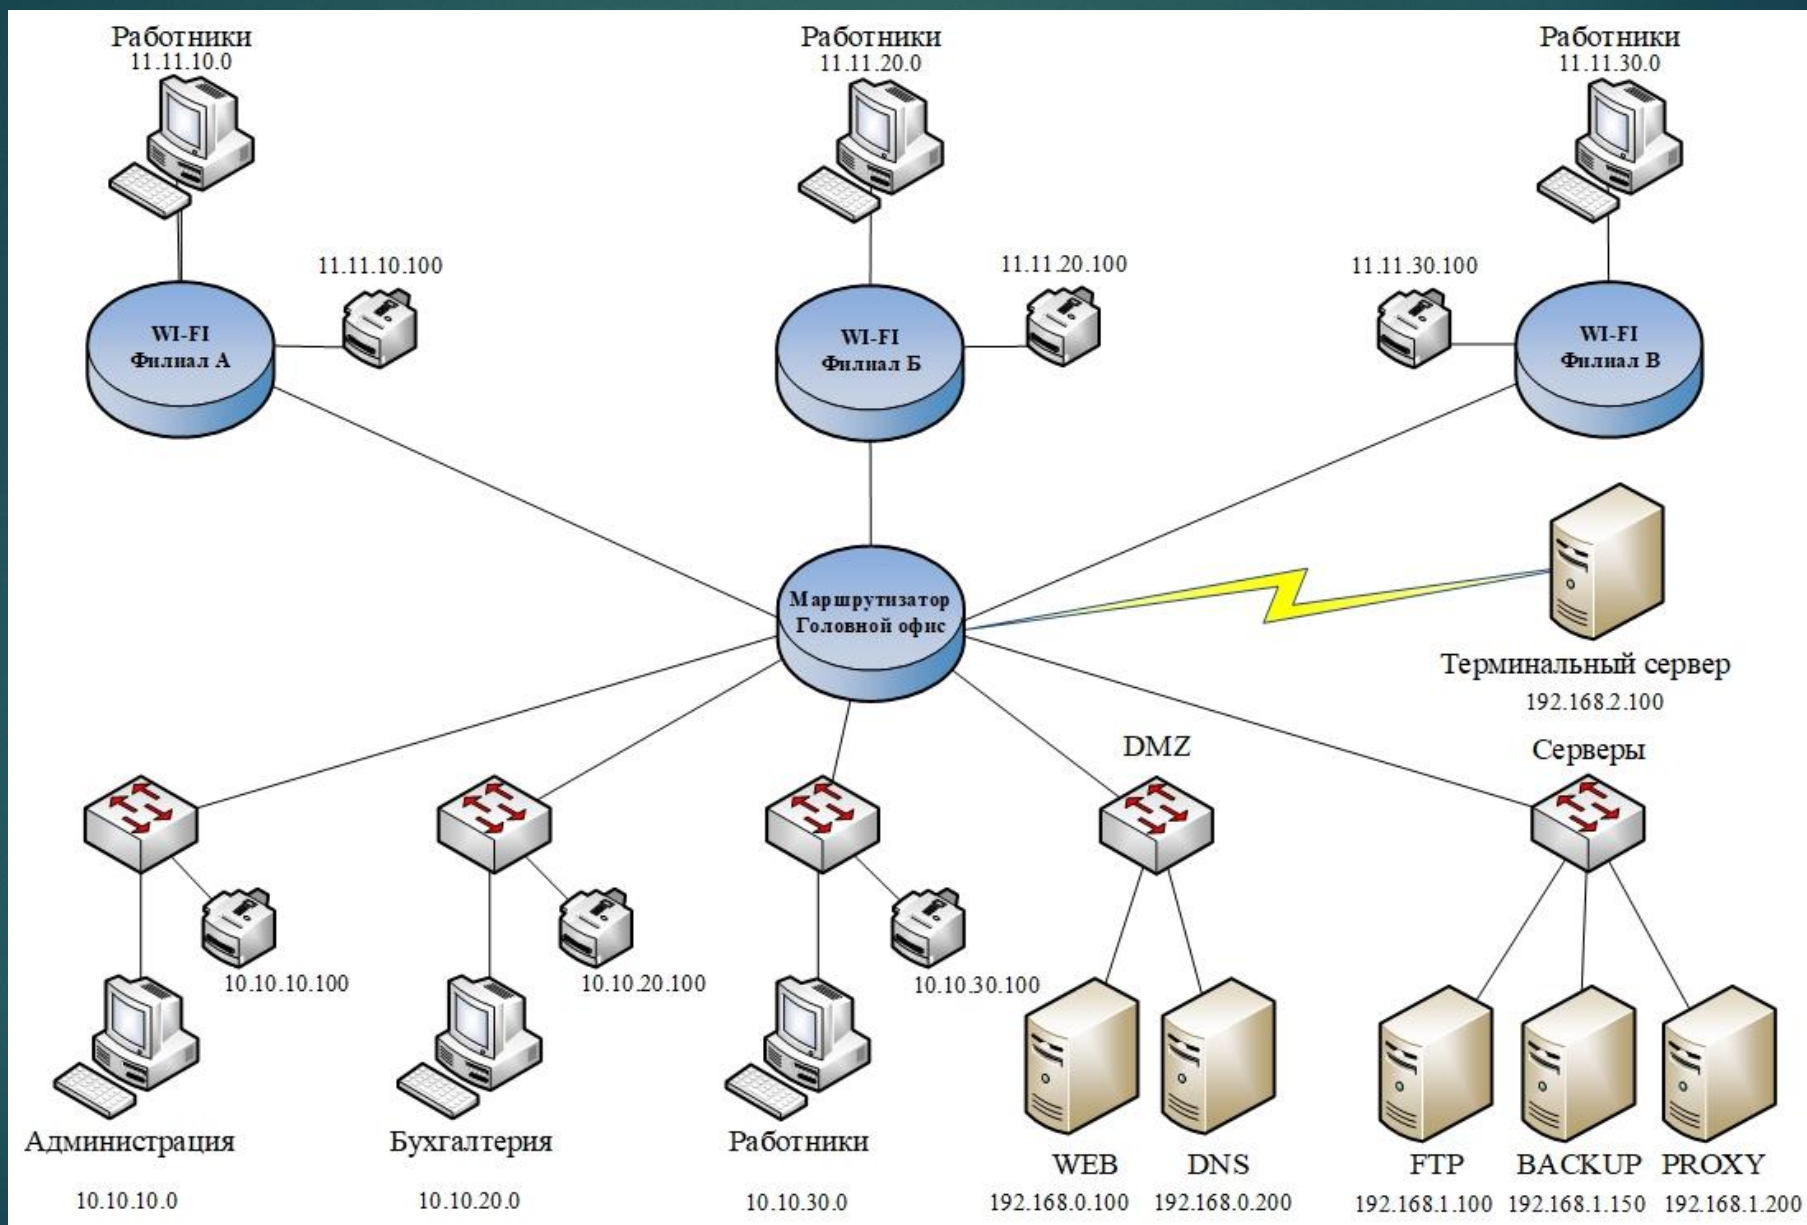 Работники
11.11.10.0
Работники
11.11.20.0
Работники
11.11.30.0
11.11.10.100
11.11.20.100
11.11.30.100
WI-FI
Филиал А
WI-FI
Филиал Б
WI-FI
Филиал В
Маршрутизатор
Головной офис
Терминальный сервер
192.168.2.100
DMZ
Серверы
10.10.10.100
10.10.20.100
10.10.30.100
Администрация
Бухгалтерия
Работники
WEB
DNS
FTP
BACKUP
PROXY
10.10.10.0
10.10.20.0
10.10.30.0
192.168.0.100
192.168.0.200
192.168.1.100
192.168.1.150
192.168.1.200